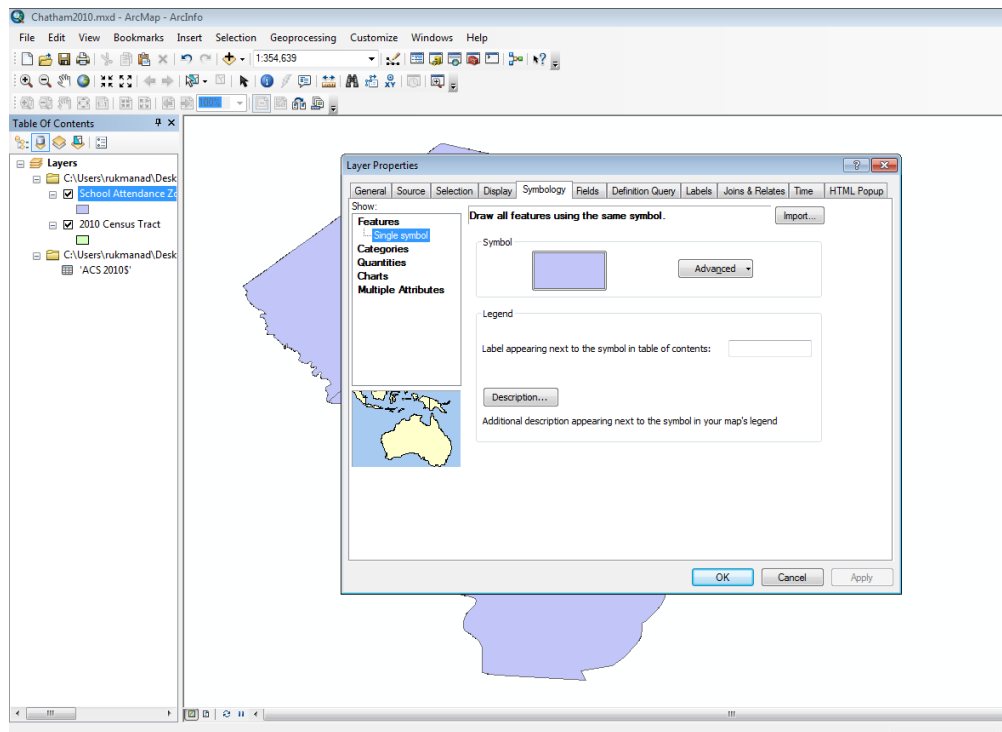 Chatham2010.mxd - ArcMap - ArcInfo
File Edit View Bookmarks Insert Selection Geoprocessing Customize Windows Help
1:354,639
100%
Table Of Contents
Layers
C:\Users\rukmanad\Desk
School Attendance Zo
2010 Census Tract
C:\Users\rukmanad\Desk
'ACS 2010$'
Layer Properties
General Source Selection Display Symbology Fields Definition Query Labels Joins & Relates Time HTML Popup
Show:
Features
Single symbol
Categories
Quantities
Charts
Multiple Attributes
Draw all features using the same symbol.
Import...
Symbol
Advanced
Legend
Label appearing next to the symbol in table of contents:
Description...
Additional description appearing next to the symbol in your map's legend
OK Cancel Apply